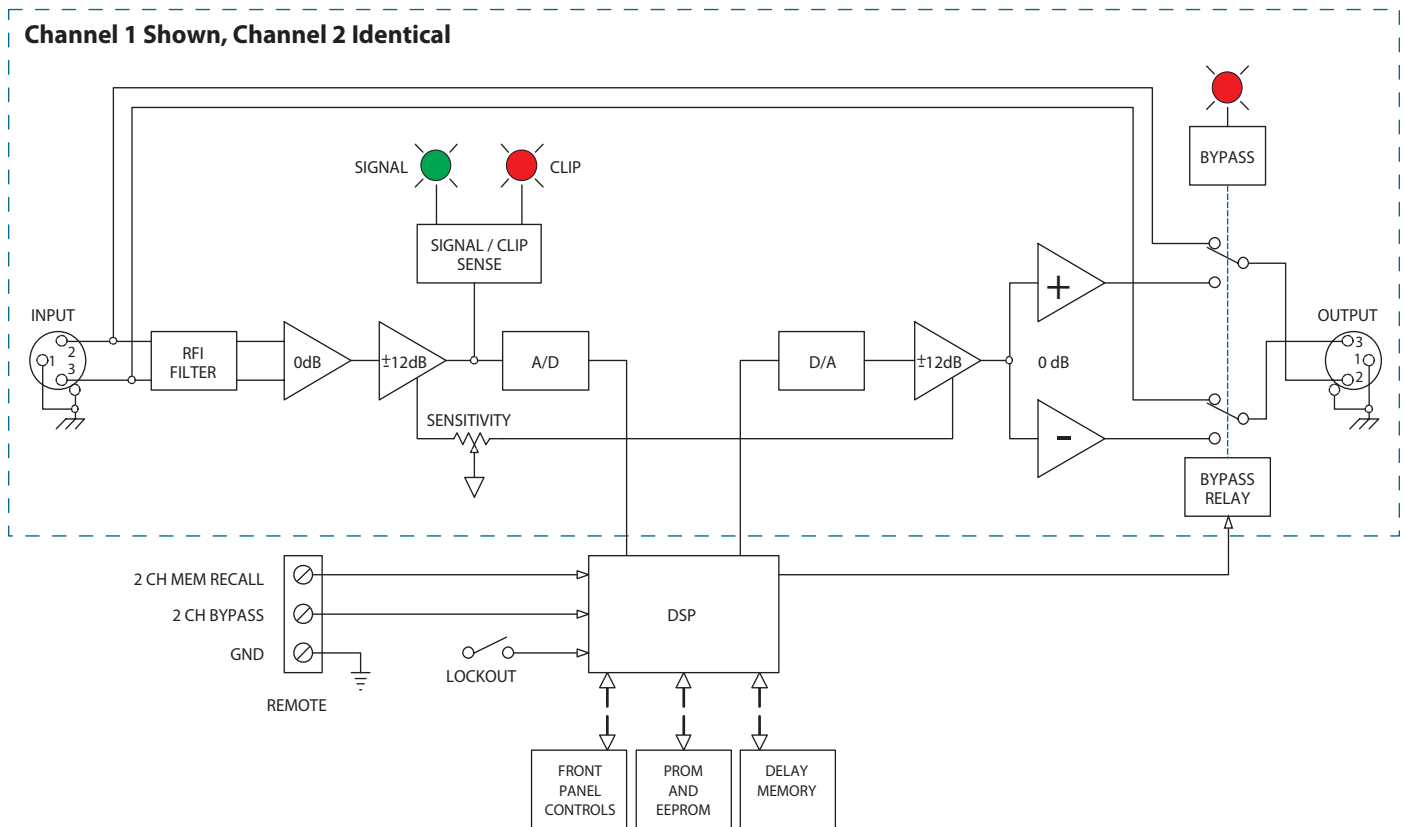 Channel 1 Shown, Channel 2 Identical
BYPASS
SIGNAL
CLIP
SIGNAL / CLIP
SENSE
INPUT
2
1
3
RFI
FILTER
0dB
±12dB
A/D
SENSITIVITY
D/A
±12dB
+
0 dB
-
OUTPUT
3
1
2
BYPASS
RELAY
2 CH MEM RECALL
2 CH BYPASS
GND
REMOTE
LOCKOUT
DSP
FRONT
PANEL
CONTROLS
PROM
AND
EEPROM
DELAY
MEMORY